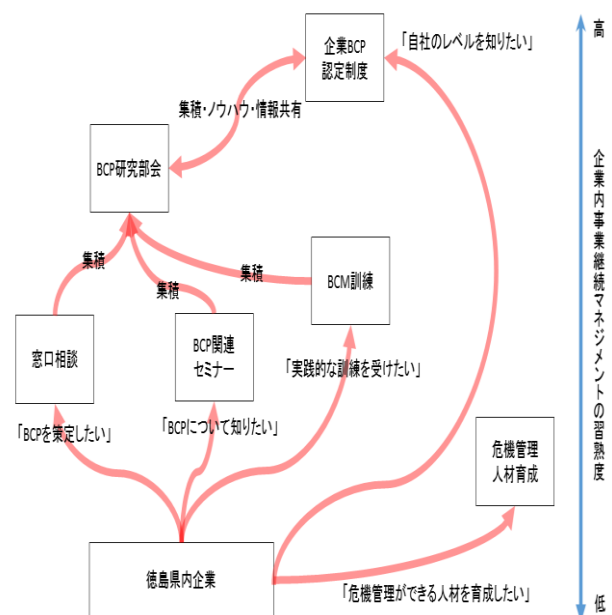 企業BCP
認定制度
「自社のレベルを知りたい」
高
集積・ノウハウ・情報共有
BCP研究部会
企業内事業継続マネジメントの習熟度
集積
集積
集積
BCM訓練
窓口相談
BCP関連
セミナー
「実践的な訓練を受けたい」
「BCPを策定したい」
「BCPについて知りたい」
危機管理
人材育成
徳島県内企業
「危機管理ができる人材を育成したい」
低